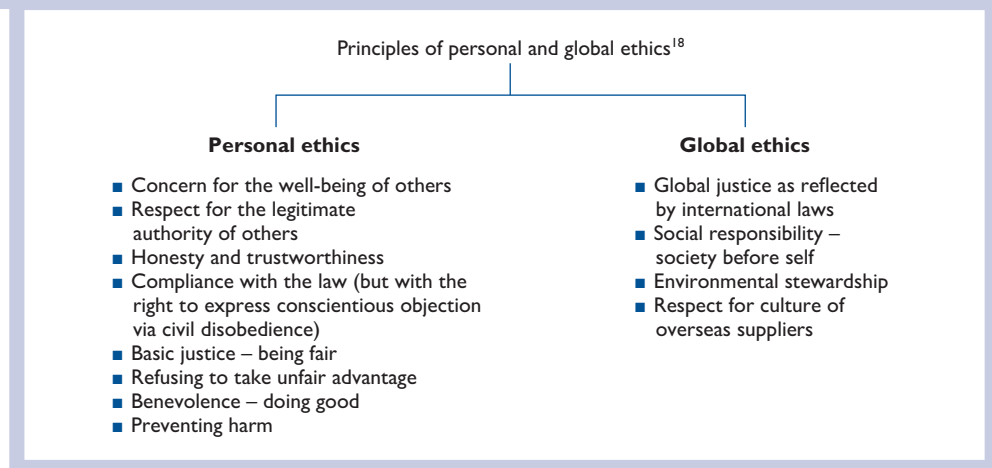 Principles of personal and global ethics18
Personal ethics
■ Concern for the well-being of others
■ Respect for the legitimate
authority of others
■ Honesty and trustworthiness
■ Compliance with the law (but with the
right to express conscientious objection
via civil disobedience)
■ Basic justice – being fair
■ Refusing to take unfair advantage
■ Benevolence – doing good
■ Preventing harm
Global ethics
■ Global justice as reflected
by international laws
■ Social responsibility –
society before self
■ Environmental stewardship
■ Respect for culture of
overseas suppliers